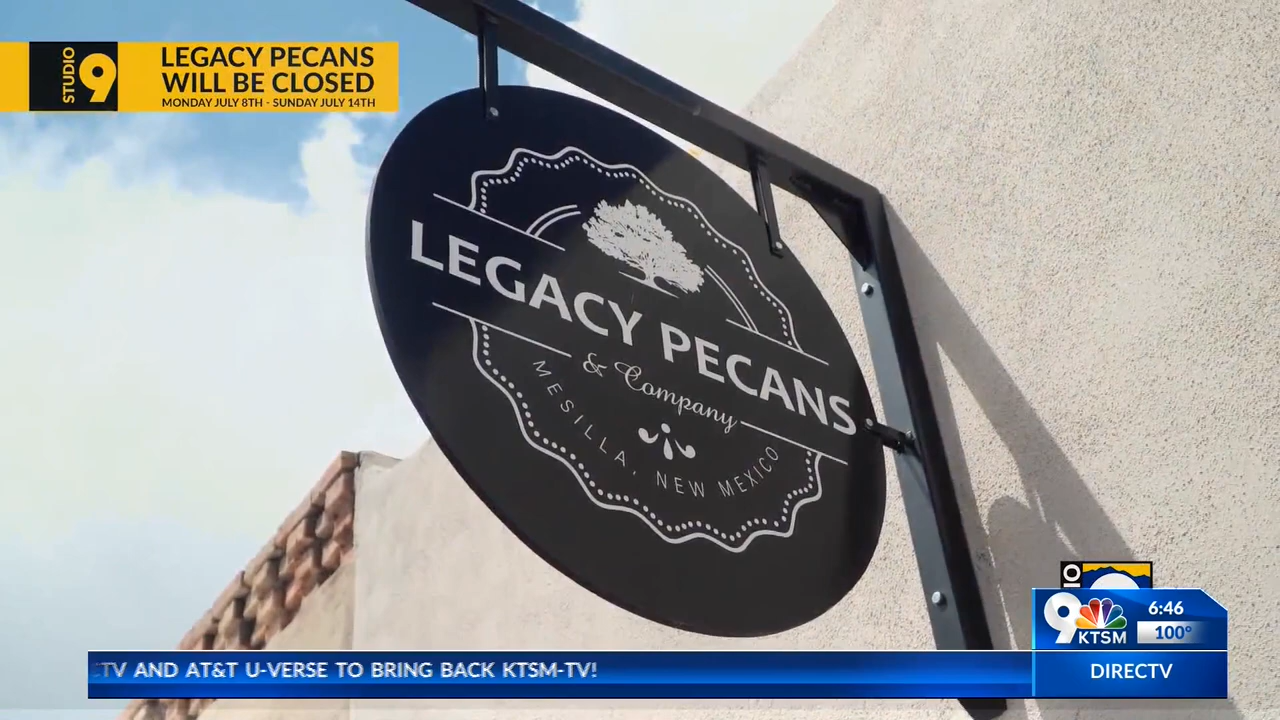 STUDIO 9
LEGACY PECANS
WILL BE CLOSED
MONDAY JULY 8TH - SUNDAY JULY 14TH
LEGACY PECANS
& Company
MESILLA, NEW MEXICO
9
KTSM
6:46
100°
TV AND AT&T U-VERSE TO BRING BACK KTSM-TV!
DIRECTV